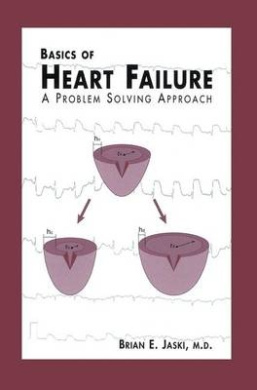 BASICS OF
HEART FAILURE
A PROBLEM SOLVING APPROACH
BRIAN E. JASKI, M.D.